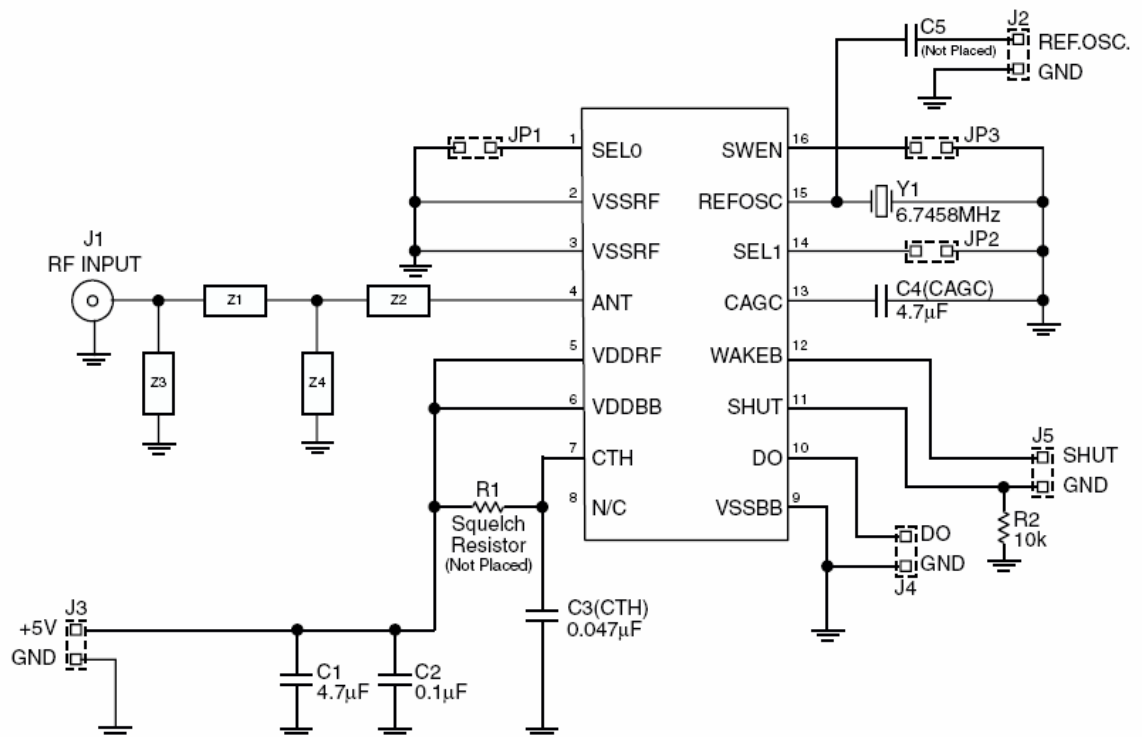 C5
(Not Placed)
J2
REF.OSC.
GND
JP1
1
SEL0
SWEN
16
JP3
2
VSSRF
REFOSC
15
Y1
6.7458MHz
3
VSSRF
SEL1
14
JP2
J1
RF INPUT
Z1
Z2
4
ANT
CAGC
13
C4(CAGC)
4.7µF
Z3
Z4
5
VDDRF
WAKEB
12
6
VDDBB
SHUT
11
7
CTH
DO
10
J5
SHUT
GND
R1
Squelch
Resistor
(Not Placed)
8
N/C
VSSBB
9
R2
10k
DO
GND
J4
C3(CTH)
0.047µF
J3
+5V
GND
C1
4.7µF
C2
0.1µF